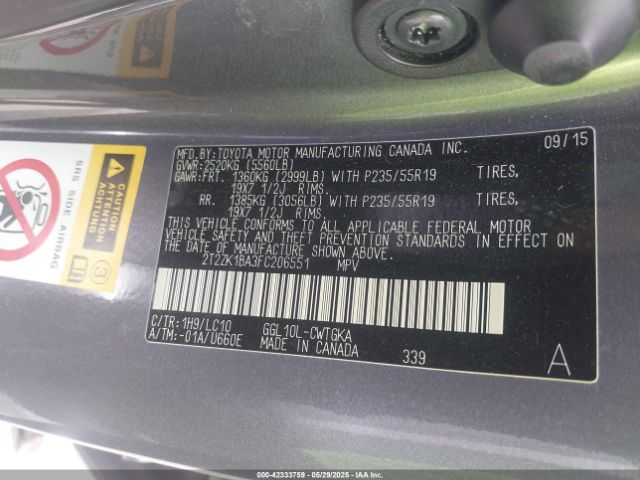 MFD.BY:TOYOTA MOTOR MANUFACTURING CANADA INC. 09/15
GVWR:2520KG (5560LB)
GAWR:FRT. 1360KG (2999LB) WITH P235/55R19 TIRES,
19X7 1/2J RIMS.
RR. 1385KG (3056LB) WITH P235/55R19 TIRES,
19X7 1/2J RIMS.
THIS VEHICLE CONFORMS TO ALL APPLICABLE FEDERAL MOTOR
VEHICLE SAFETY AND THEFT PREVENTION STANDARDS IN EFFECT
ON THE DATE OF MANUFACTURE SHOWN ABOVE.
2T2ZK1BA3FC206551 MPV
C/TR:1H9/LC10 GGL10L-CWTGKA
A/TM:-01A/U660E MADE IN CANADA 339 A
SRS SIDE AIRBAG
3
000-42333759 05/29/2025 IAA Inc.